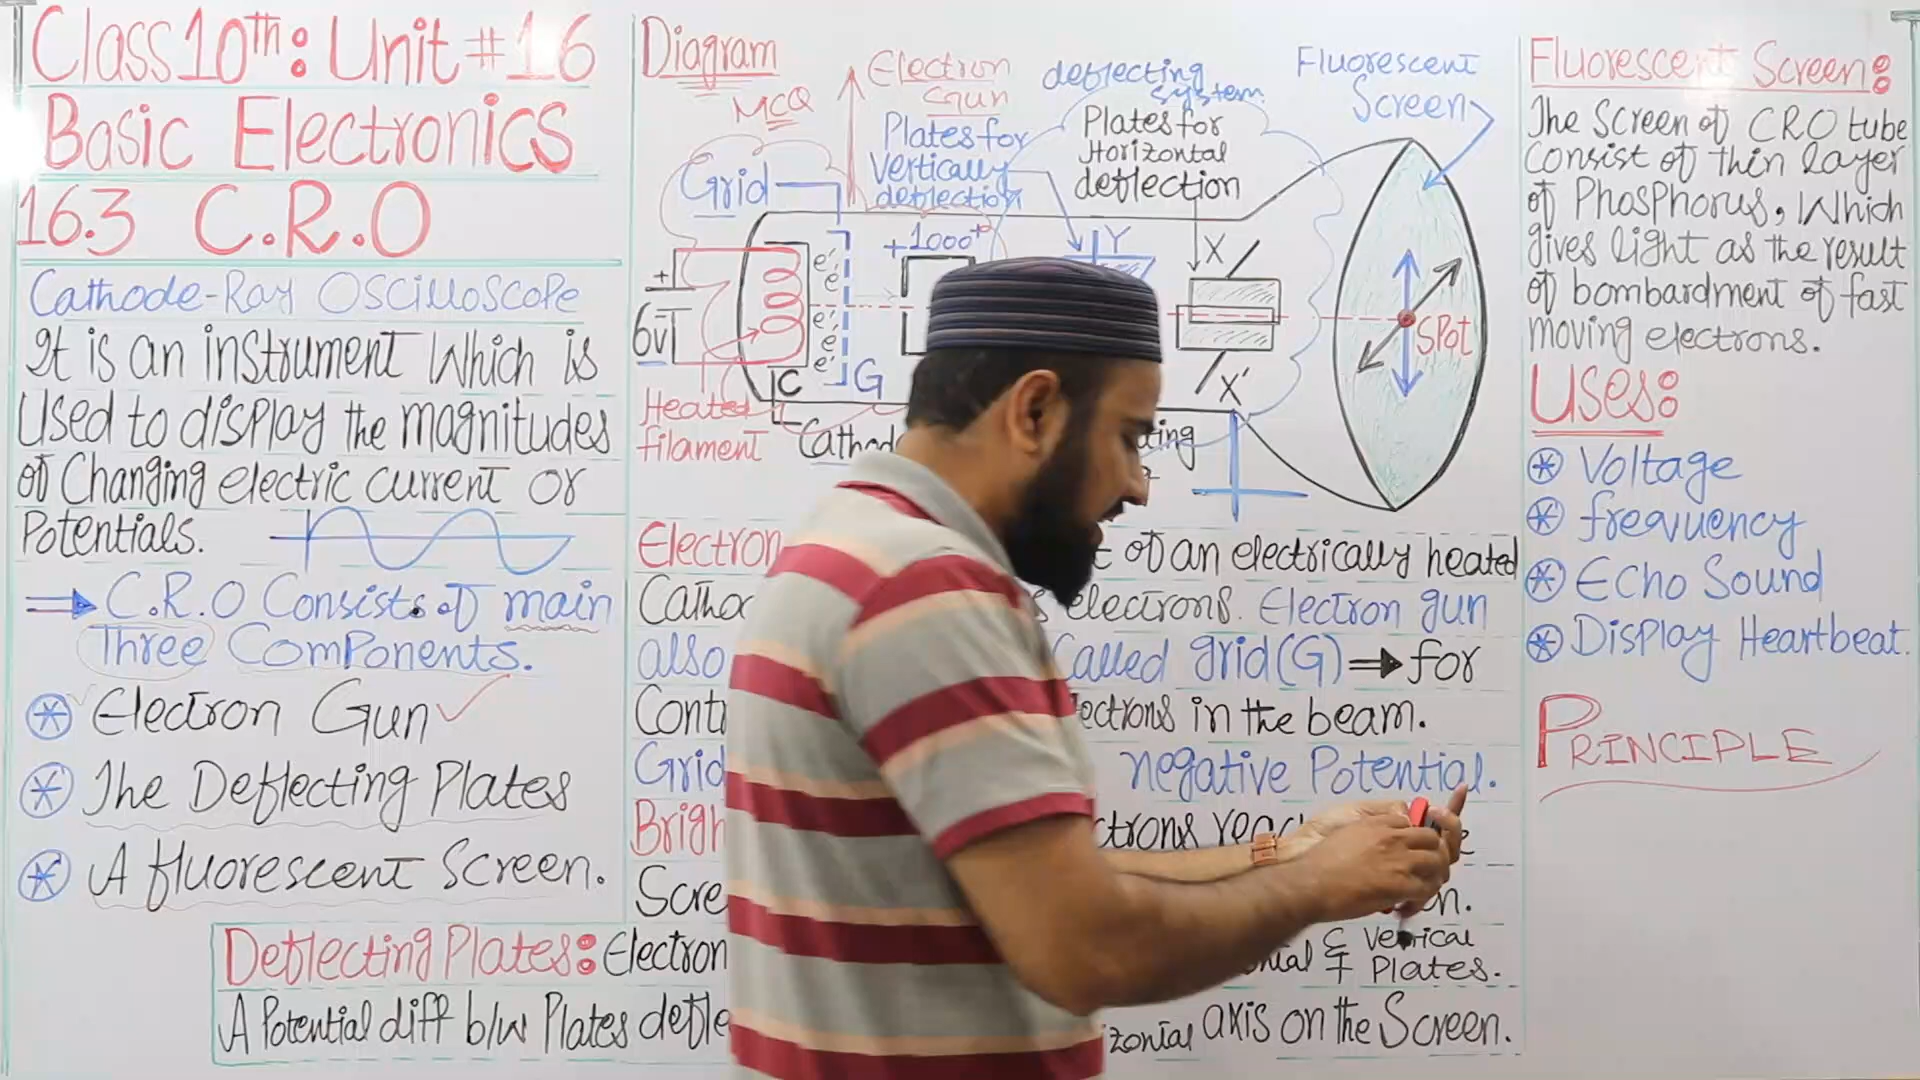 Class 10th: Unit #16
Basic Electronics
16.3 C.R.O
Cathode-Ray Oscilloscope
It is an instrument Which is
Used to display the magnitudes
of Changing electric current or
Potentials.
C.R.O Consists of main
Three Components.
Electron Gun
The Deflecting Plates
A fluorescent Screen.
Diagram
MCQ
Electron
Gun
deflecting
system
Fluorescent
Screen
Grid
Plates for
Vertically
deflection
Plates for
Horizontal
deflection
+1000
Y
X
+
6v
e e
e
e
e
e
G
C
X'
Spot
Heated
filament
Electron
of an electrically heated
electrons. Electron gun
also
Called grid (G) → for
in the beam.
Grid
negative Potential.
Deflecting Plates: Electron
Vertical
Plates.
A Potential diff b/w Plates
axis on the Screen.
Fluorescent Screen:
The Screen of CRO tube
Consist of thin layer
of Phosphorus, Which
gives light as the result
of bombardment of fast
moving electrons.
Uses:
Voltage
frequency
Echo Sound
Display Heartbeat.
PRINCIPLE